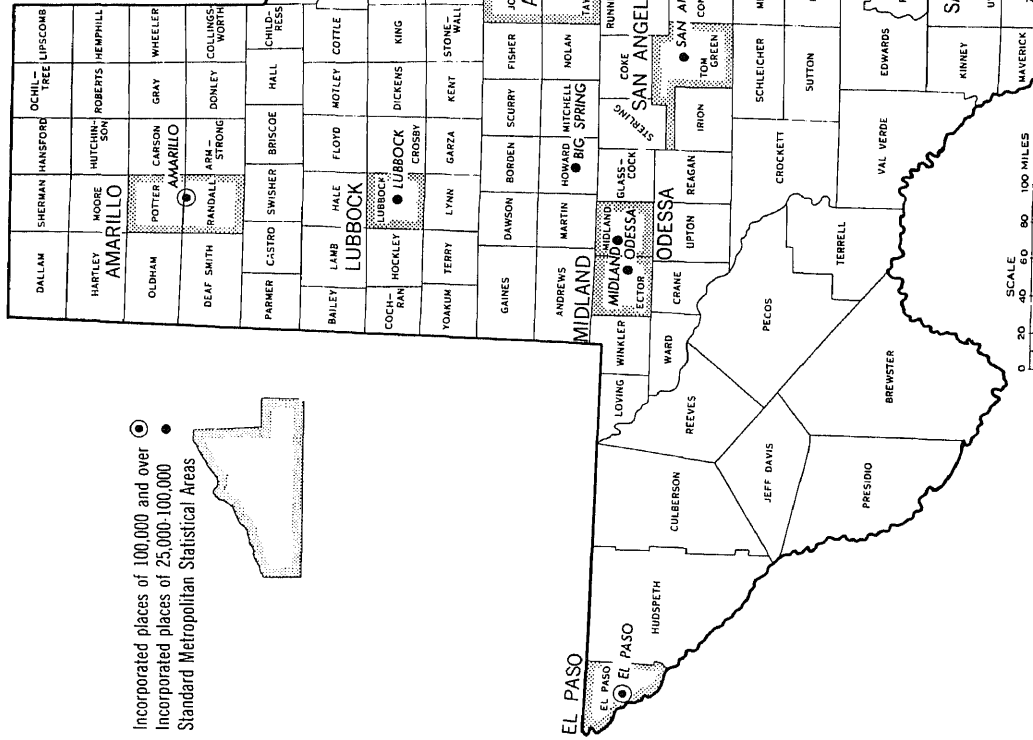 Incorporated places of 100,000 and over
Incorporated places of 25,000-100,000
Standard Metropolitan Statistical Areas
DALLAM
SHERMAN
HANSFORD
OCHIL-
TREE
LIPSCOMB
HARTLEY
MOORE
HUTCHIN-
SON
ROBERTS
HEMPHILL
AMARILLO
OLDHAM
POTTER
CARSON
GRAY
WHEELER
AMARILLO
DEAF SMITH
RANDALL
ARM-
STRONG
DONLEY
COLLINGS-
WORTH
PARMER
CASTRO
SWISHER
BRISCOE
HALL
CHILD-
RESS
BAILEY
LAMB
HALE
FLOYD
MOTLEY
COTTLE
LUBBOCK
COCH-
RAN
HOCKLEY
LUBBOCK
LUBBOCK
CROSBY
DICKENS
KING
YOAKUM
TERRY
LYNN
GARZA
KENT
STONE-
WALL
GAINES
DAWSON
BORDEN
SCURRY
FISHER
JO
A
TAY
ANDREWS
MARTIN
HOWARD
MITCHELL
NOLAN
BIG SPRING
MIDLAND
LOVING
WINKLER
ECTOR
MIDLAND
MIDLAND
ODESSA
GLASS-
COCK
STERLING
COKE
RUNN
SAN ANGEL
ODESSA
WARD
CRANE
UPTON
REAGAN
IRION
TOM
GREEN
SAN A
CON
EL PASO
EL PASO
EL PASO
HUDSPETH
CULBERSON
REEVES
PECOS
CROCKETT
SCHLEICHER
SUTTON
JEFF DAVIS
TERRELL
VAL VERDE
EDWARDS
PRESIDIO
BREWSTER
KINNEY
MAVERICK
SCALE
0 20 40 60 80 100 MILES